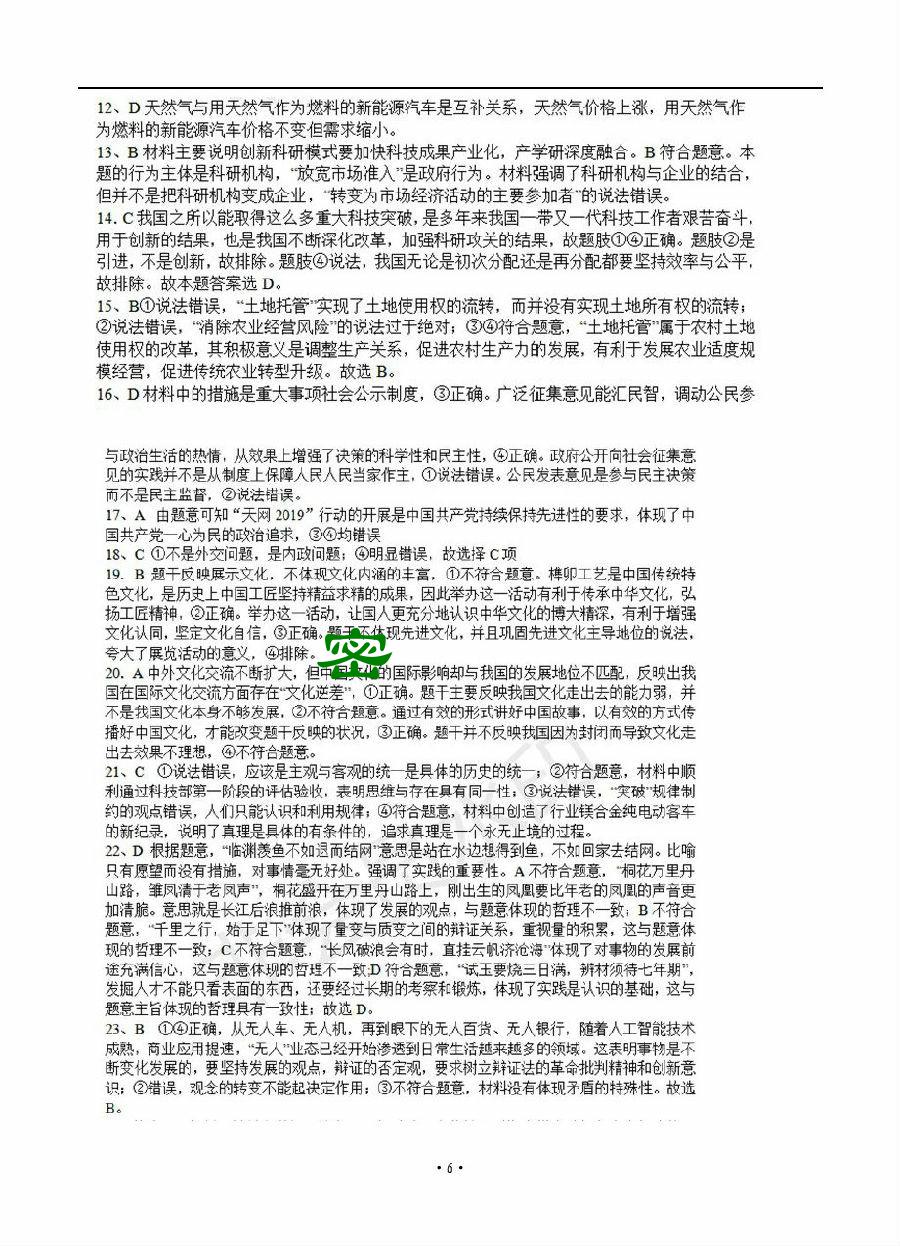 12、D 天然气与用天然气作为燃料的新能源汽车是互补关系，天然气价格上涨，用天然气作
为燃料的新能源汽车价格不变但需求缩小。
13、B 材料主要说明创新科研模式要加快科技成果产业化，产学研深度融合。B 符合题意。本
题的行为主体是科研机构，“放宽市场准入”是政府行为。材料强调了科研机构与企业的结合，
但并不是把科研机构变成企业，“转变为市场经济活动的主要参加者”的说法错误。
14. C 我国之所以能取得这么多重大科技突破，是多年来我国一带又一代科技工作者艰苦奋斗，
用于创新的结果，也是我国不断深化改革，加强科研攻关的结果，故题肢①④正确。题肢②是
引进，不是创新，故排除。题肢④说法，我国无论是初次分配还是再分配都要坚持效率与公平，
故排除。故本题答案选 D。
15、B①说法错误，“土地托管”实现了土地使用权的流转，而并没有实现土地所有权的流转；
②说法错误，“消除农业经营风险”的说法过于绝对；③④符合题意，“土地托管”属于农村土地
使用权的改革，其积极意义是调整生产关系，促进农村生产力的发展，有利于发展农业适度规
模经营，促进传统农业转型升级。故选 B。
16、D 材料中的措施是重大事项社会公示制度，③正确。广泛征集意见能汇民智，调动公民参
与政治生活的热情，从效果上增强了决策的科学性和民主性，④正确。政府公开向社会征集意
见的实践并不是从制度上保障人民人民当家作主，①说法错误。公民发表意见是参与民主决策
而不是民主监督，②说法错误。
17、A 由题意可知“天网 2019”行动的开展是中国共产党持续保持先进性的要求，体现了中
国共产党一心为民的政治追求，③④均错误
18、C ①不是外交问题，是内政问题；④明显错误，故选择 C 项
19. B 题干反映展示文化，不体现文化内涵的丰富，①不符合题意。榫卯工艺是中国传统特
色文化，是历史上中国工匠坚持精益求精的成果，因此举办这一活动有利于传承中华文化，弘
扬工匠精神，②正确。举办这一活动，让国人更充分地认识中华文化的博大精深，有利于增强
文化认同，坚定文化自信，③正确。题干不体现先进文化，并且巩固先进文化主导地位的说法，
夸大了展览活动的意义，④排除。
密
20. A 中外文化交流不断扩大，但中国文化的国际影响却与我国的发展地位不匹配，反映出我
国在国际文化交流方面存在“文化逆差”，①正确。题干主要反映我国文化走出去的能力弱，并
不是我国文化本身不够发展，②不符合题意。通过有效的形式讲好中国故事，以有效的方式传
播好中国文化，才能改变题干反映的状况，③正确。题干并不反映我国因为封闭而导致文化走
出去效果不理想，④不符合题意。
21、C ①说法错误，应该是主观与客观的统一是具体的历史的统一；②符合题意，材料中顺
利通过科技部第一阶段的评估验收，表明思维与存在具有同一性；③说法错误，“突破”规律制
约的观点错误，人们只能认识和利用规律；④符合题意，材料中创造了行业镁合金纯电动客车
的新纪录，说明了真理是具体的有条件的，追求真理是一个永无止境的过程。
22、D 根据题意，“临渊羡鱼不如退而结网”意思是站在水边想得到鱼，不如回家去结网。比喻
只有愿望而没有措施，对事情毫无好处。强调了实践的重要性。A 不符合题意，“桐花万里丹
山路，雏凤清于老凤声”，桐花盛开在万里丹山路上，刚出生的凤凰要比年老的凤凰的声音更
加清脆。意思就是长江后浪推前浪，体现了发展的观点，与题意体现的哲理不一致；B 不符合
题意，“千里之行，始于足下”体现了量变与质变之间的辩证关系，重视量的积累，这与题意体
现的哲理不一致；C 不符合题意，“长风破浪会有时，直挂云帆济沧海”体现了对事物的发展前
途充满信心，这与题意体现的哲理不一致;D 符合题意，“试玉要烧三日满，辨材须待七年期”，
发掘人才不能只看表面的东西，还要经过长期的考察和锻炼，体现了实践是认识的基础，这与
题意主旨体现的哲理具有一致性；故选 D。
23、B ①④正确，从无人车、无人机，再到眼下的无人百货、无人银行，随着人工智能技术
成熟，商业应用提速，“无人”业态已经开始渗透到日常生活越来越多的领域。这表明事物是不
断变化发展的，要坚持发展的观点，辩证的否定观，要求树立辩证法的革命批判精神和创新意
识；②错误，观念的转变不能起决定作用；③不符合题意，材料没有体现矛盾的特殊性。故选
B。
• 6 •